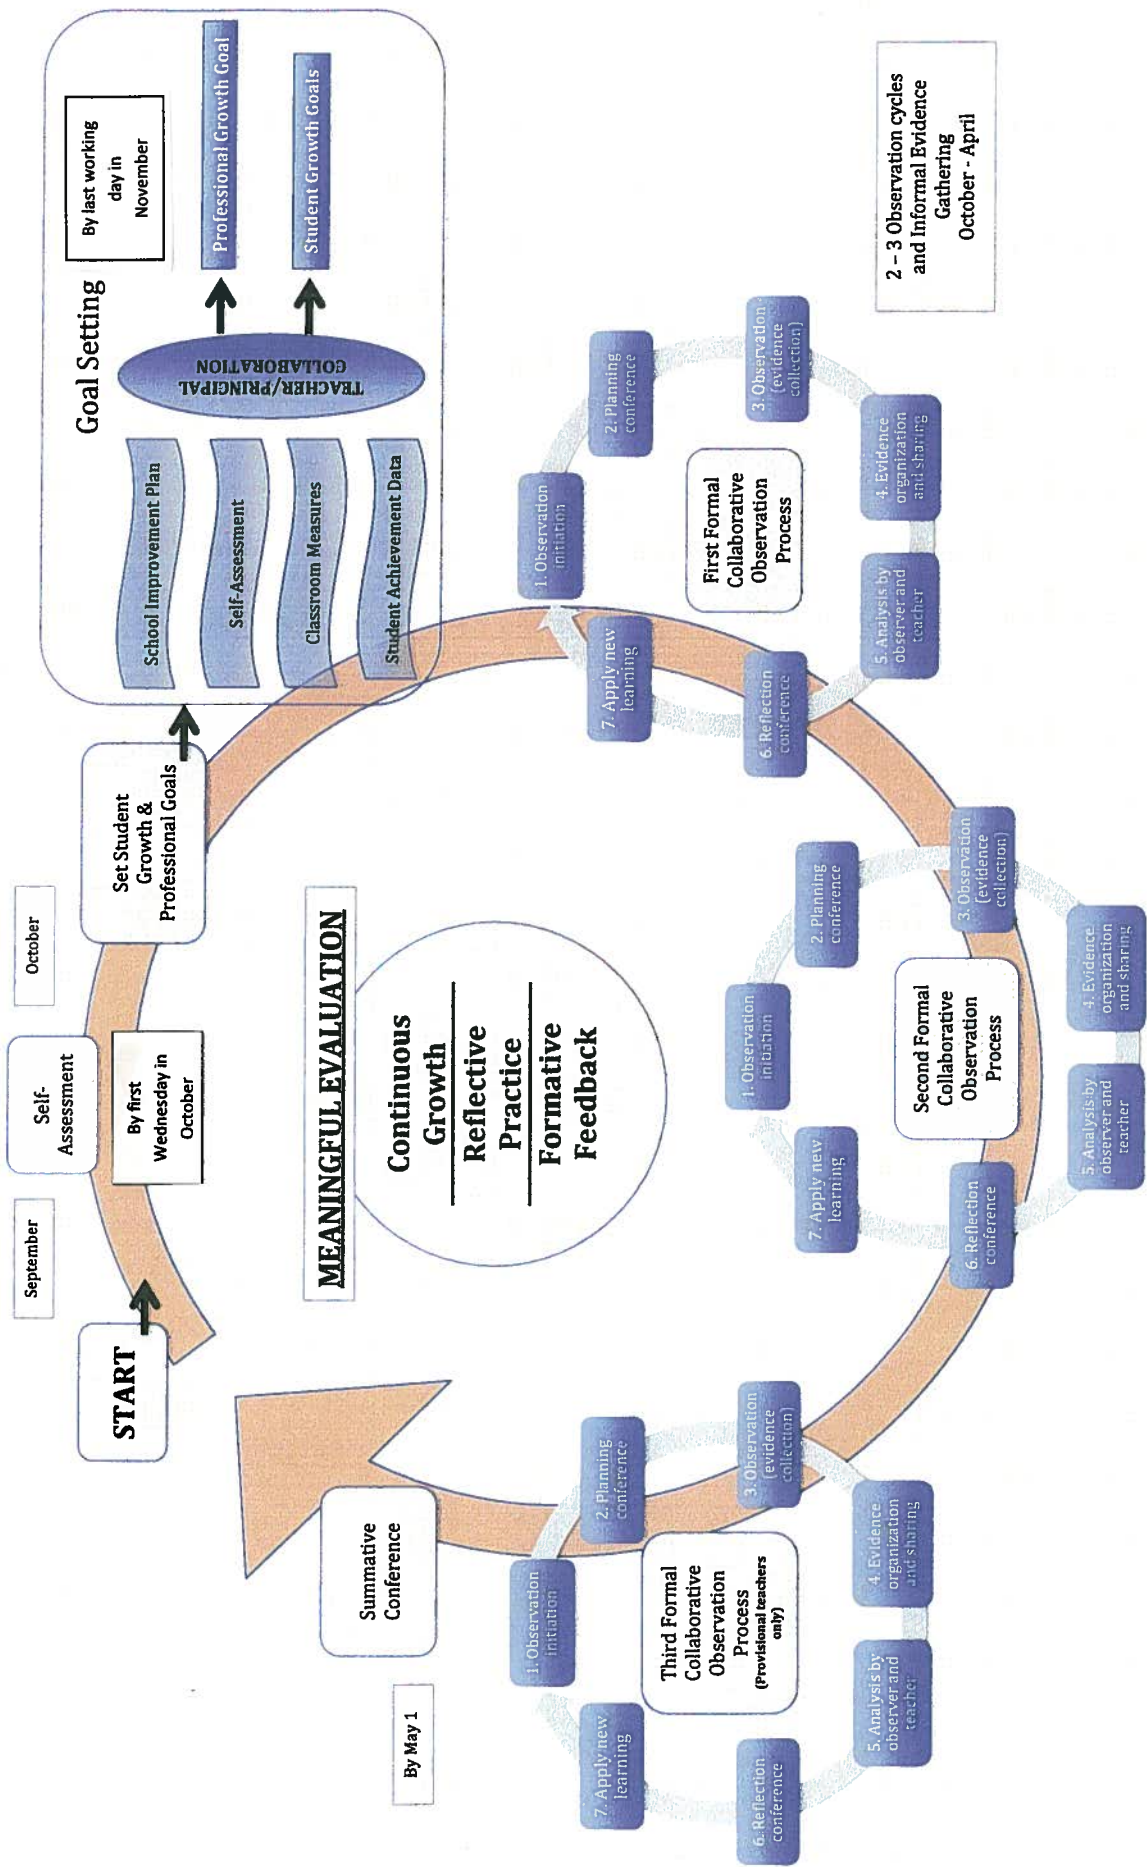 START
September
Self-
Assessment
October
By first
Wednesday in
October
Set Student
Growth &
Professional Goals
Goal Setting
By last working
day in
November
School Improvement Plan
Self-Assessment
Classroom Measures
Student Achievement Data
TEACHER/PRINCIPAL
COLLABORATION
Professional Growth Goal
Student Growth Goals
MEANINGFUL EVALUATION
Continuous
Growth
Reflective
Practice
Formative
Feedback
First Formal
Collaborative
Observation
Process
1. Observation
initiation
2. Planning
conference
3. Observation
(evidence
collection)
4. Evidence
organization
and sharing
5. Analysis by
observer and
teacher
6. Reflection
conference
7. Apply new
learning
2 – 3 Observation cycles
and Informal Evidence
Gathering
October - April
Second Formal
Collaborative
Observation
Process
1. Observation
initiation
2. Planning
conference
3. Observation
(evidence
collection)
4. Evidence
organization
and sharing
5. Analysis by
observer and
teacher
6. Reflection
conference
7. Apply new
learning
Third Formal
Collaborative
Observation
Process
(Provisional teachers
only)
1. Observation
initiation
2. Planning
conference
3. Observation
(evidence
collection)
4. Evidence
organization
and sharing
5. Analysis by
observer and
teacher
6. Reflection
conference
7. Apply new
learning
Summative
Conference
By May 1